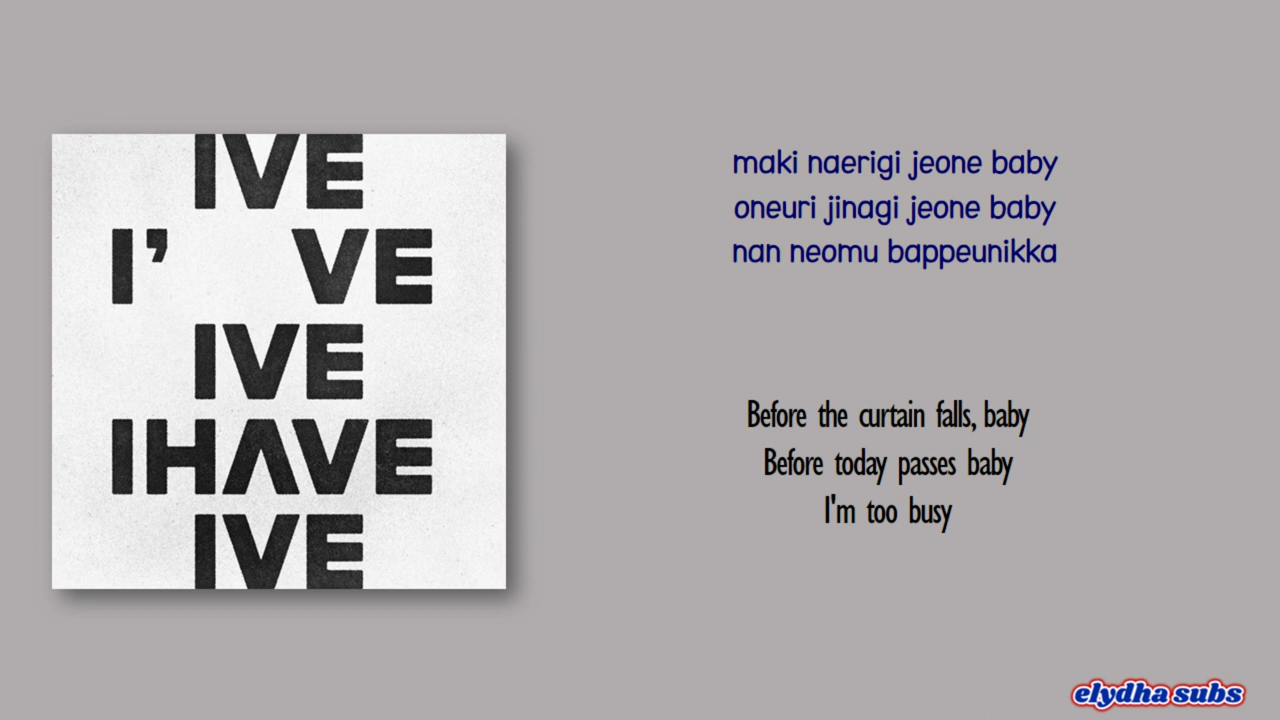 IVE
I' VE
IVE
IHAVE
IVE
maki naerigi jeone baby
oneuri jinagi jeone baby
nan neomu bappeunikka
Before the curtain falls, baby
Before today passes baby
I'm too busy
elydha subs